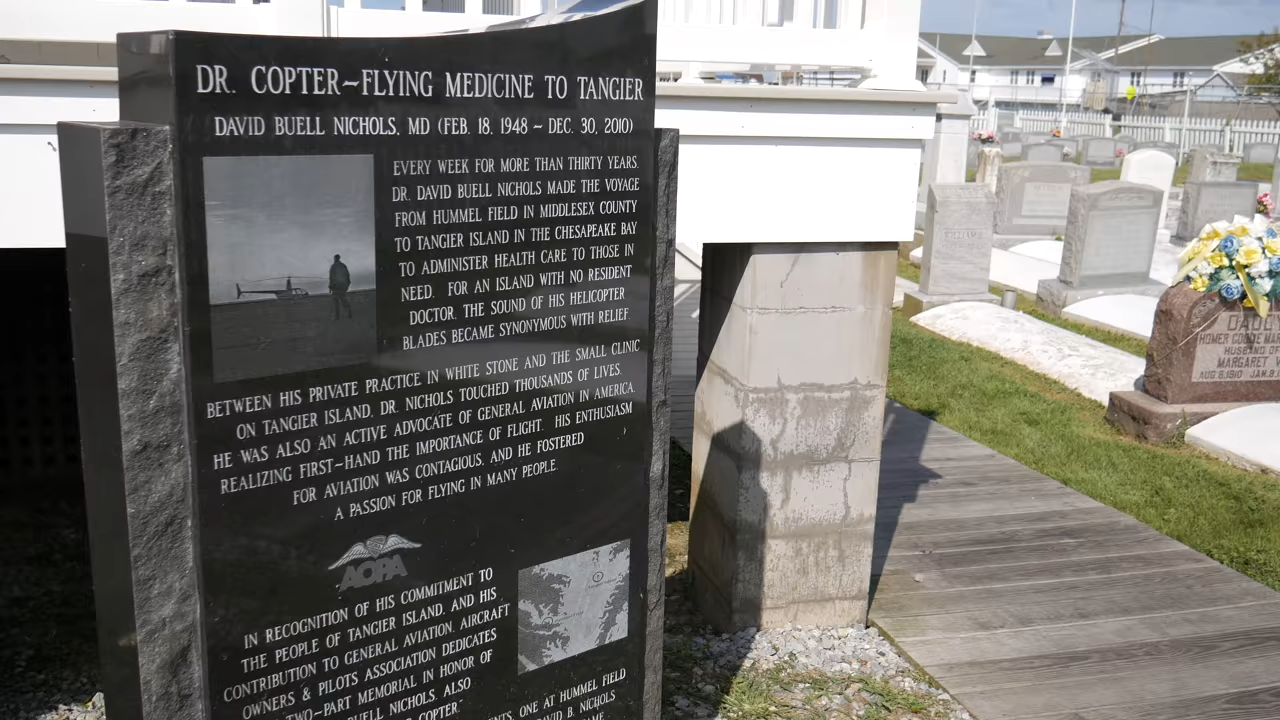 DR. COPTER~FLYING MEDICINE TO TANGIER
DAVID BUELL NICHOLS, MD (FEB. 18, 1948 ~ DEC. 30, 2010)
EVERY WEEK FOR MORE THAN THIRTY YEARS,
DR. DAVID BUELL NICHOLS MADE THE VOYAGE
FROM HUMMEL FIELD IN MIDDLESEX COUNTY
TO TANGIER ISLAND IN THE CHESAPEAKE BAY
TO ADMINISTER HEALTH CARE TO THOSE IN
NEED. FOR AN ISLAND WITH NO RESIDENT
DOCTOR, THE SOUND OF HIS HELICOPTER
BLADES BECAME SYNONYMOUS WITH RELIEF.
BETWEEN HIS PRIVATE PRACTICE IN WHITE STONE AND THE SMALL CLINIC
ON TANGIER ISLAND, DR. NICHOLS TOUCHED THOUSANDS OF LIVES.
HE WAS ALSO AN ACTIVE ADVOCATE OF GENERAL AVIATION IN AMERICA,
REALIZING FIRST-HAND THE IMPORTANCE OF FLIGHT. HIS ENTHUSIASM
FOR AVIATION WAS CONTAGIOUS, AND HE FOSTERED
A PASSION FOR FLYING IN MANY PEOPLE.
AOPA
IN RECOGNITION OF HIS COMMITMENT TO
THE PEOPLE OF TANGIER ISLAND, AND HIS
CONTRIBUTION TO GENERAL AVIATION, AIRCRAFT
OWNERS & PILOTS ASSOCIATION DEDICATES
TWO-PART MEMORIAL IN HONOR OF
BUELL NICHOLS, ALSO
COPTER."
ONE AT HUMMEL FIELD
DAVID B. NICHOLS
HOMER
HUSBAND OF
MARGARET
AUG 6, 1910